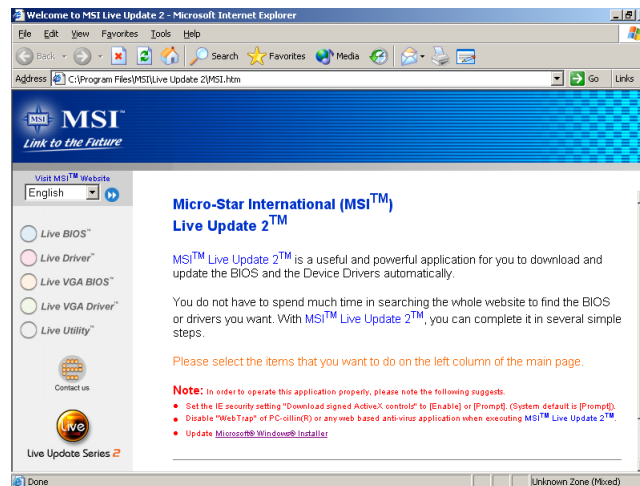 Welcome to MSI Live Update 2 - Microsoft Internet Explorer
File Edit View Favorites Tools Help
Back Search Favorites Media
Address C:\Program Files\MSI\Live Update 2\MSI.htm Go Links
MSI MSI™
Link to the Future
Visit MSI™ Website
English
Live BIOS™
Live Driver™
Live VGA BIOS™
Live VGA Driver™
Live Utility™
Contact us
Live
Live Update Series 2
Micro-Star International (MSI™)
Live Update 2™
MSI™ Live Update 2™ is a useful and powerful application for you to download and
update the BIOS and the Device Drivers automatically.
You do not have to spend much time in searching the whole website to find the BIOS
or drivers you want. With MSI™ Live Update 2™, you can complete it in several simple
steps.
Please select the items that you want to do on the left column of the main page.
Note: In order to operate this application properly, please note the following suggests.
Set the IE security setting "Download signed ActiveX controls" to [Enable] or [Prompt]. (System default is [Prompt]).
Disable "WebTrap" of PC-cillin(R) or any web based anti-virus application when executing MSI™ Live Update 2™.
Update Microsoft® Windows® Installer
Done Unknown Zone (Mixed)